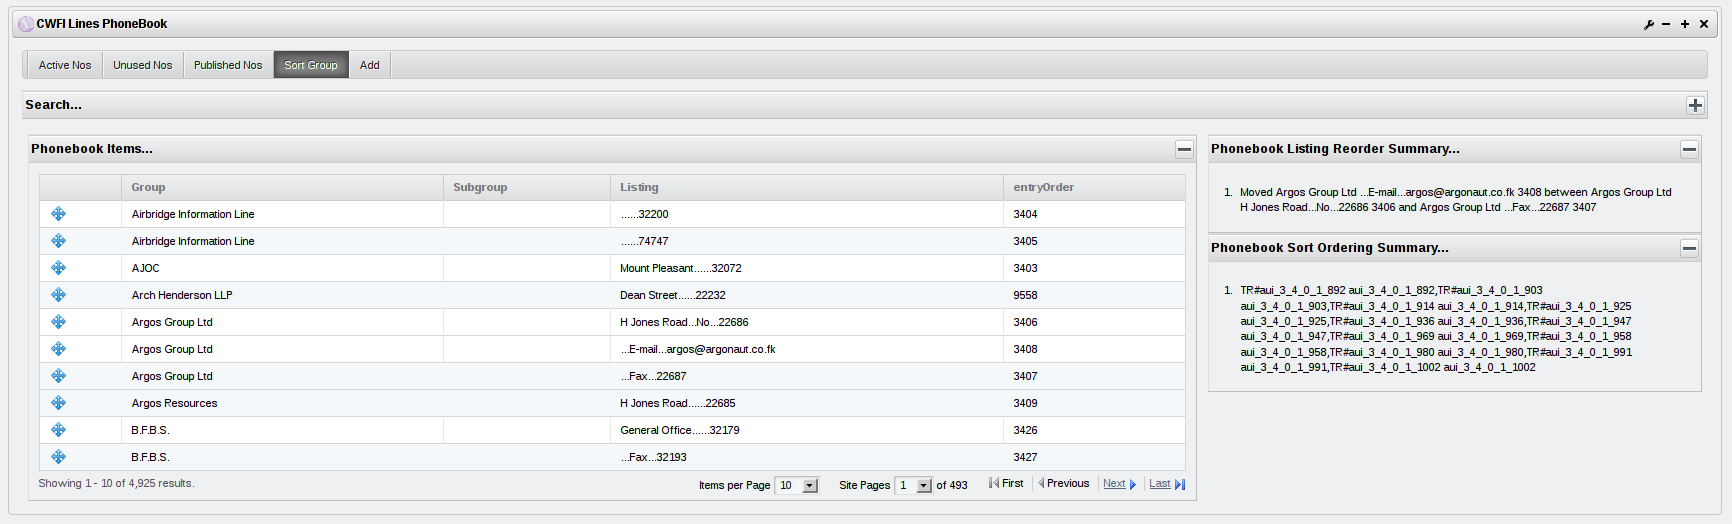 CWFI Lines PhoneBook
Active Nos Unused Nos Published Nos Sort Group Add
Search...
Phonebook Items...
Group Subgroup Listing entryOrder
Airbridge Information Line ......32200 3404
Airbridge Information Line ......74747 3405
AJOC Mount Pleasant......32072 3403
Arch Henderson LLP Dean Street......22232 9558
Argos Group Ltd H Jones Road...No...22686 3406
Argos Group Ltd ...E-mail...argos@argonaut.co.fk 3408
Argos Group Ltd ...Fax...22687 3407
Argos Resources H Jones Road......22685 3409
B.F.B.S. General Office......32179 3426
B.F.B.S. ...Fax...32193 3427
Showing 1 - 10 of 4,925 results.
Items per Page 10 Site Pages 1 of 493 First Previous Next Last
Phonebook Listing Reorder Summary...
1. Moved Argos Group Ltd ...E-mail...argos@argonaut.co.fk 3408 between Argos Group Ltd
H Jones Road...No...22686 3406 and Argos Group Ltd ...Fax...22687 3407
Phonebook Sort Ordering Summary...
1. TR#aui_3_4_0_1_892 aui_3_4_0_1_892,TR#aui_3_4_0_1_903
aui_3_4_0_1_903,TR#aui_3_4_0_1_914 aui_3_4_0_1_914,TR#aui_3_4_0_1_925
aui_3_4_0_1_925,TR#aui_3_4_0_1_936 aui_3_4_0_1_936,TR#aui_3_4_0_1_947
aui_3_4_0_1_947,TR#aui_3_4_0_1_969 aui_3_4_0_1_969,TR#aui_3_4_0_1_958
aui_3_4_0_1_958,TR#aui_3_4_0_1_980 aui_3_4_0_1_980,TR#aui_3_4_0_1_991
aui_3_4_0_1_991,TR#aui_3_4_0_1_1002 aui_3_4_0_1_1002